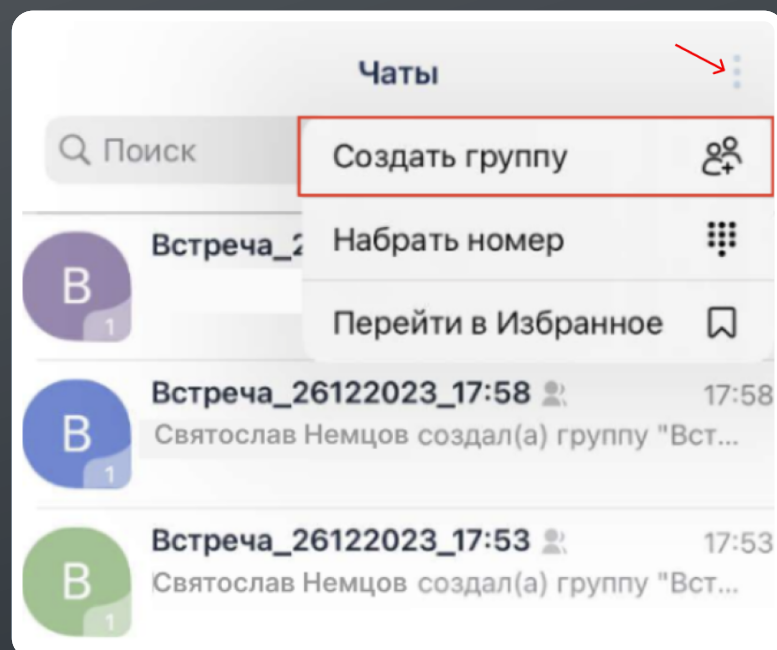 Чаты
Поиск
Создать группу
Набрать номер
Перейти в Избранное
В
1
Встреча_2
В
1
Встреча_26122023_17:58
17:58
Святослав Немцов создал(а) группу "Вст...
В
1
Встреча_26122023_17:53
17:53
Святослав Немцов создал(а) группу "Вст...